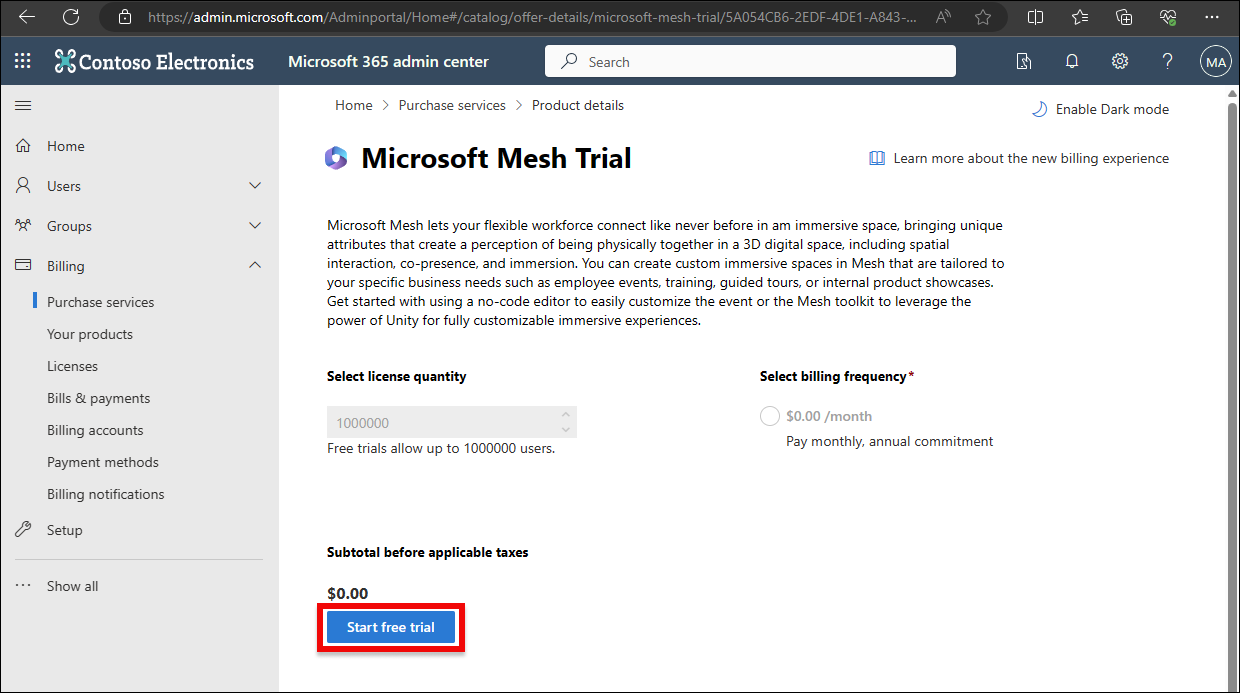 https://admin.microsoft.com/Adminportal/Home#/catalog/offer-details/microsoft-mesh-trial/5A054CB6-2EDF-4DE1-A843-...
Contoso Electronics
Microsoft 365 admin center
Search
MA
Home
Users
Groups
Billing
Purchase services
Your products
Licenses
Bills & payments
Billing accounts
Payment methods
Billing notifications
Setup
Show all
Home > Purchase services > Product details
Enable Dark mode
Microsoft Mesh Trial
Learn more about the new billing experience
Microsoft Mesh lets your flexible workforce connect like never before in am immersive space, bringing unique
attributes that create a perception of being physically together in a 3D digital space, including spatial
interaction, co-presence, and immersion. You can create custom immersive spaces in Mesh that are tailored to
your specific business needs such as employee events, training, guided tours, or internal product showcases.
Get started with using a no-code editor to easily customize the event or the Mesh toolkit to leverage the
power of Unity for fully customizable immersive experiences.
Select license quantity
1000000
Free trials allow up to 1000000 users.
Select billing frequency*
$0.00 /month
Pay monthly, annual commitment
Subtotal before applicable taxes
$0.00
Start free trial